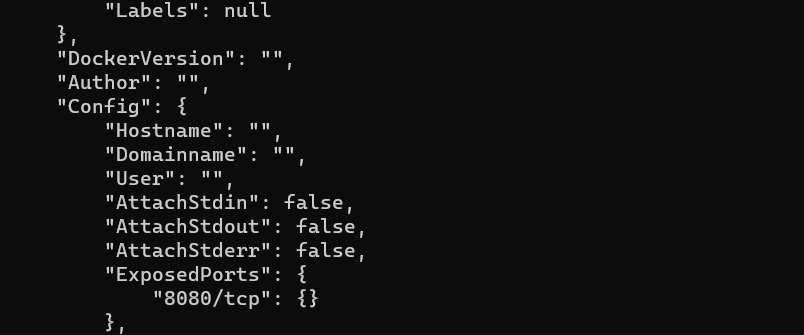 "Labels": null
},
"DockerVersion": "",
"Author": "",
"Config": {
"Hostname": "",
"Domainname": "",
"User": "",
"AttachStdin": false,
"AttachStdout": false,
"AttachStderr": false,
"ExposedPorts": {
"8080/tcp": {}
},